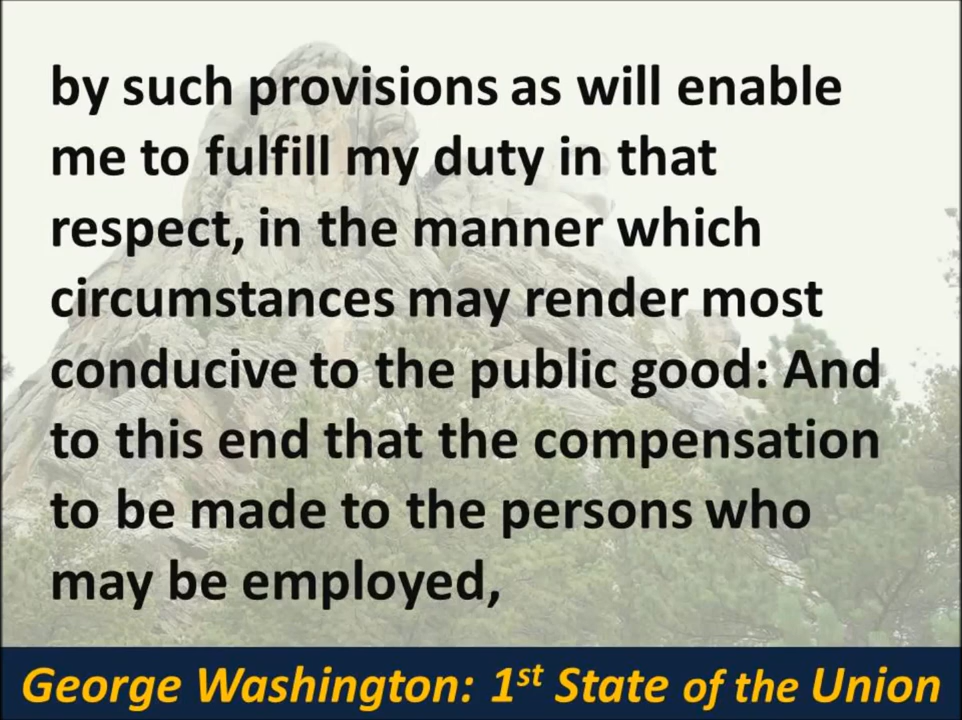 by such provisions as will enable
me to fulfill my duty in that
respect, in the manner which
circumstances may render most
conducive to the public good: And
to this end that the compensation
to be made to the persons who
may be employed,
George Washington: 1st State of the Union